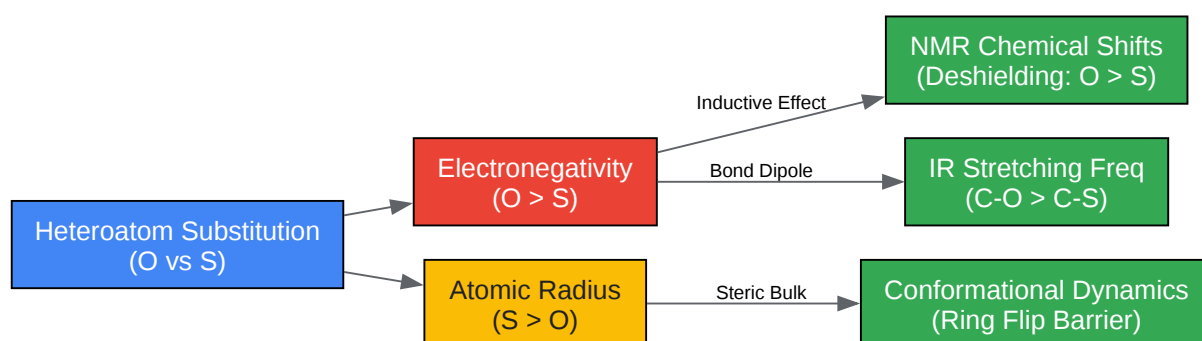 Heteroatom Substitution
(O vs S)
Electronegativity
(O > S)
Atomic Radius
(S > O)
Inductive Effect
Bond Dipole
Steric Bulk
NMR Chemical Shifts
(Deshielding: O > S)
IR Stretching Freq
(C-O > C-S)
Conformational Dynamics
(Ring Flip Barrier)